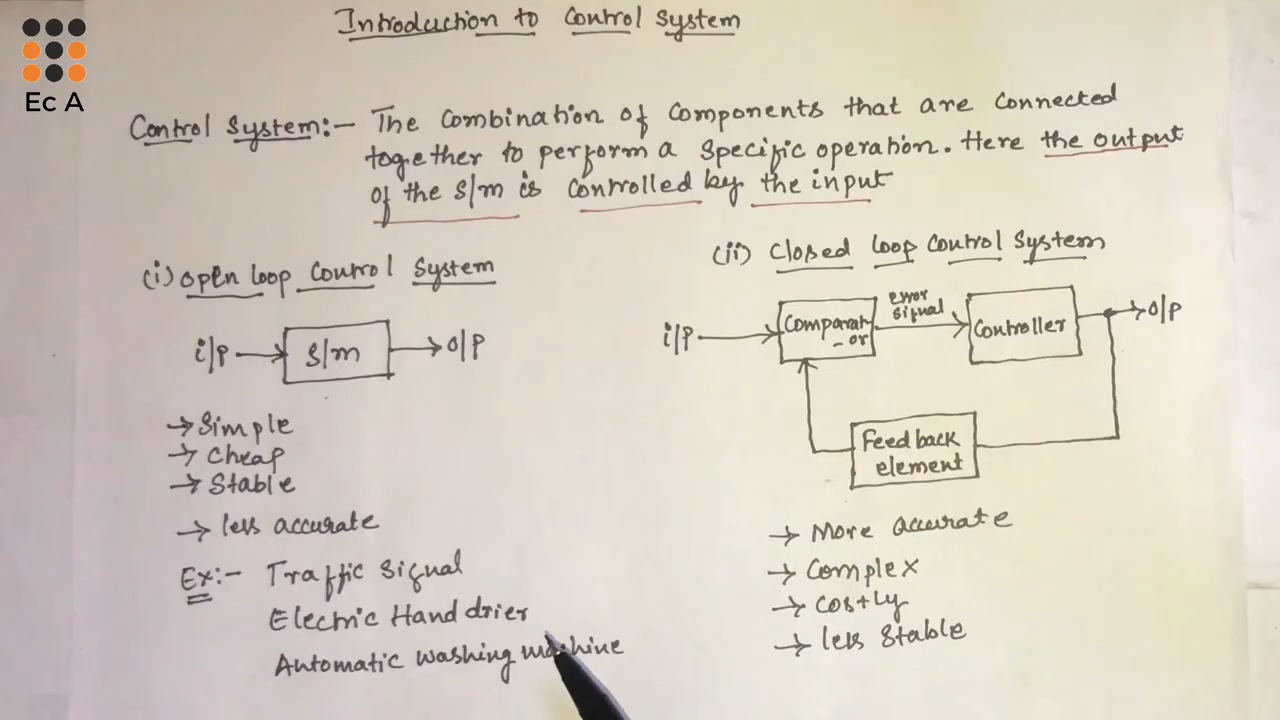 Ec A
Introduction to Control System
Control System:- The Combination of Components that are connected
together to perform a specific operation. Here the output
of the S/m is controlled by the input
(i) Open loop Control System
i/p
S/m
o/p
→ Simple
→ Cheap
→ Stable
→ less accurate
Ex:- Traffic Signal
Electric Hand drier
Automatic washing machine
(ii) Closed Loop Control System
i/p
Comparat
-or
error
signal
Controller
o/p
Feedback
element
→ More accurate
→ Complex
→ Costly
→ less stable